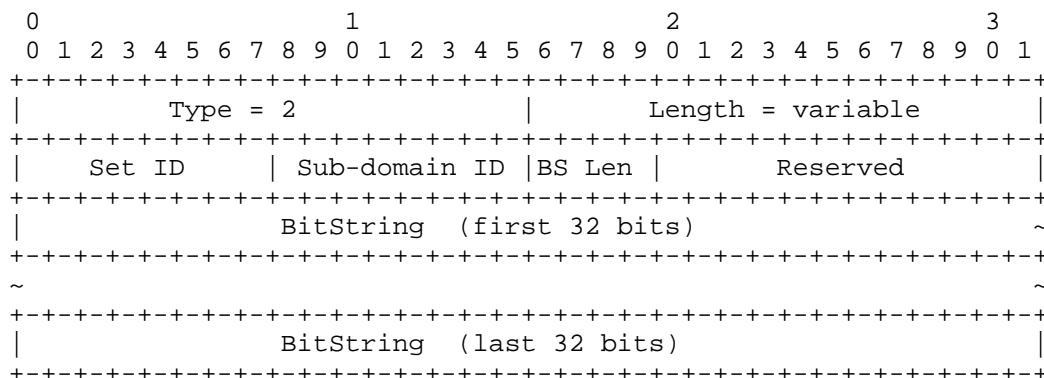 0                   1                   2                   3
 0 1 2 3 4 5 6 7 8 9 0 1 2 3 4 5 6 7 8 9 0 1 2 3 4 5 6 7 8 9 0 1
+-+-+-+-+-+-+-+-+-+-+-+-+-+-+-+-+-+-+-+-+-+-+-+-+-+-+-+-+-+-+-+-+
|         Type = 2              |       Length = variable       |
+-+-+-+-+-+-+-+-+-+-+-+-+-+-+-+-+-+-+-+-+-+-+-+-+-+-+-+-+-+-+-+-+
|    Set ID     | Sub-domain ID |BS Len |       Reserved        |
+-+-+-+-+-+-+-+-+-+-+-+-+-+-+-+-+-+-+-+-+-+-+-+-+-+-+-+-+-+-+-+-+
|                BitString  (first 32 bits)                     ~
+-+-+-+-+-+-+-+-+-+-+-+-+-+-+-+-+-+-+-+-+-+-+-+-+-+-+-+-+-+-+-+-+
~                                                               ~
+-+-+-+-+-+-+-+-+-+-+-+-+-+-+-+-+-+-+-+-+-+-+-+-+-+-+-+-+-+-+-+-+
|                BitString  (last 32 bits)                      |
+-+-+-+-+-+-+-+-+-+-+-+-+-+-+-+-+-+-+-+-+-+-+-+-+-+-+-+-+-+-+-+-+